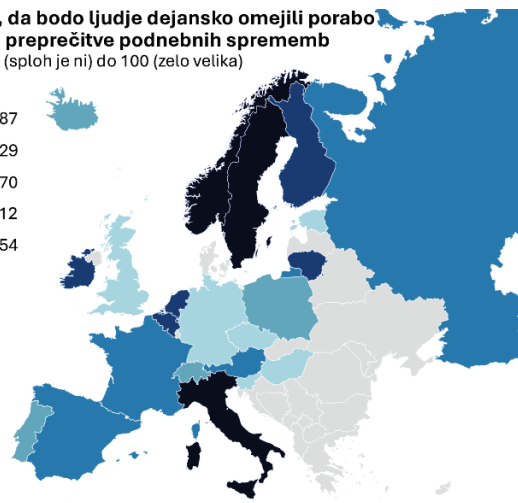 , da bodo ljudje dejansko omejili porabo
preprečitve podnebnih sprememb
(sploh je ni) do 100 (zelo velika)
87
29
70
12
54